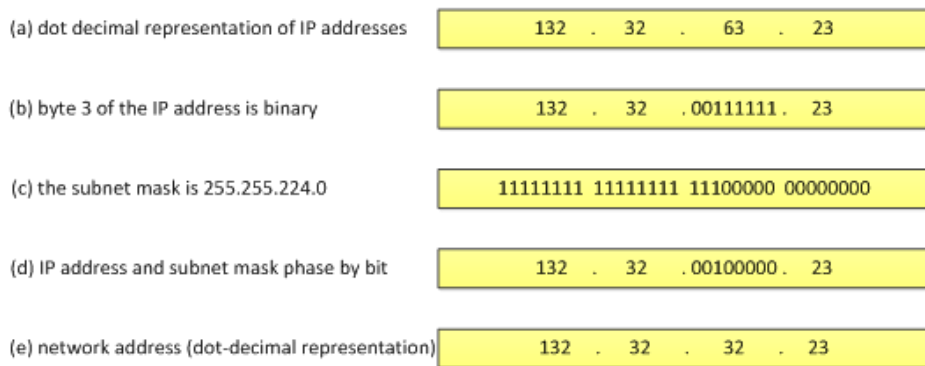 (a) dot decimal representation of IP addresses 132 . 32 . 63 . 23
(b) byte 3 of the IP address is binary 132 . 32 . 00111111 . 23
(c) the subnet mask is 255.255.224.0 11111111 11111111 11100000 00000000
(d) IP address and subnet mask phase by bit 132 . 32 . 00100000 . 23
(e) network address (dot-decimal representation) 132 . 32 . 32 . 23